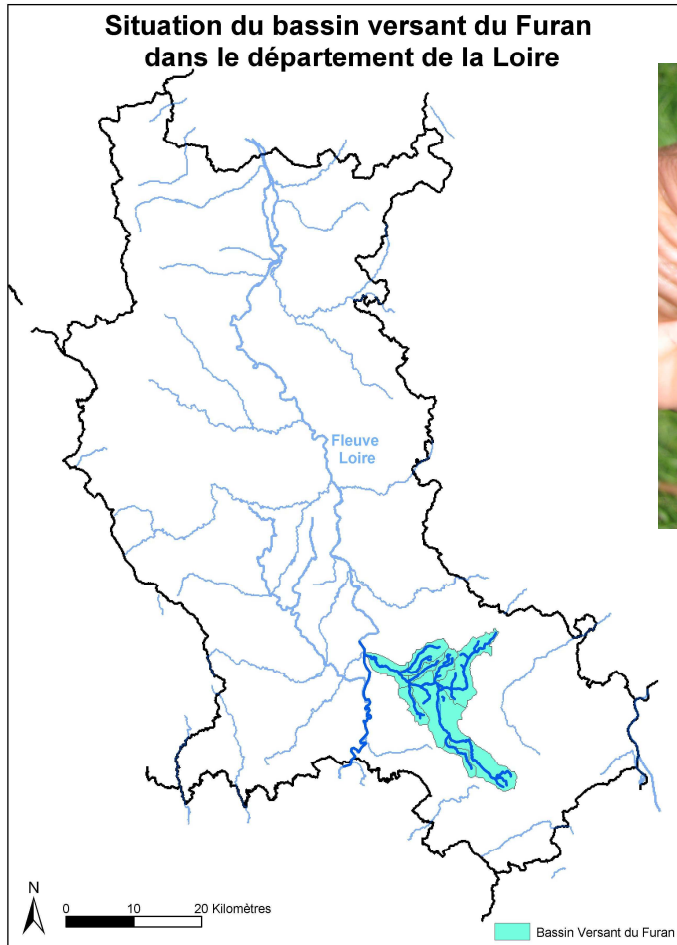 Situation du bassin versant du Furan
dans le département de la Loire
Fleuve
Loire
N
0 10 20 Kilomètres
Bassin Versant du Furan